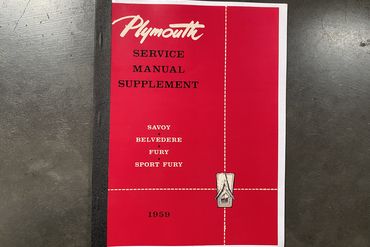 Plymouth
SERVICE
MANUAL
SUPPLEMENT
SAVOY
BELVEDERE
FURY
SPORT FURY
1959